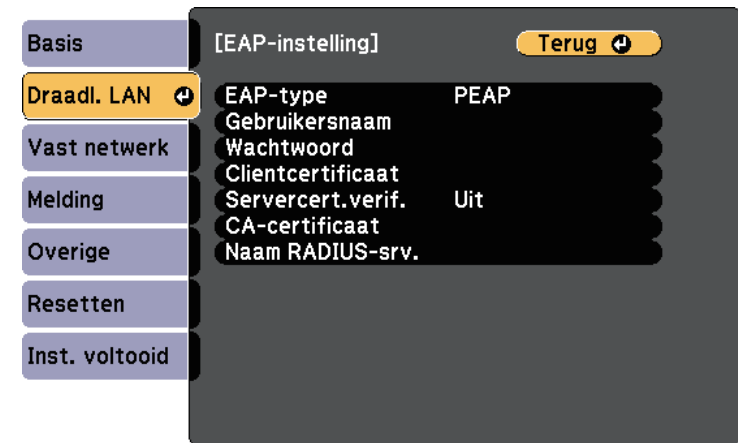 Basis
Draadl. LAN
Vast netwerk
Melding
Overige
Resetten
Inst. voltooid
[EAP-instelling]
Terug
EAP-type PEAP
Gebruikersnaam
Wachtwoord
Clientcertificaat
Servercert.verif. Uit
CA-certificaat
Naam RADIUS-srv.